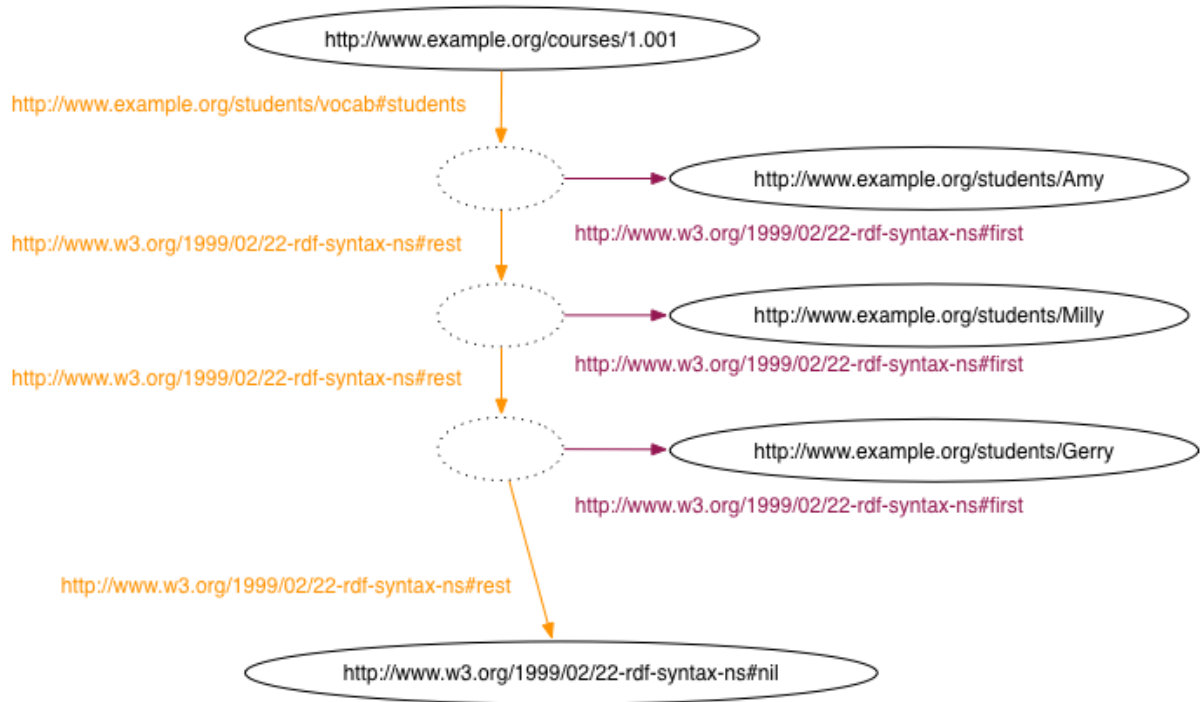 http://www.example.org/courses/1.001
http://www.example.org/students/vocab#students
http://www.example.org/students/Amy
http://www.w3.org/1999/02/22-rdf-syntax-ns#rest
http://www.w3.org/1999/02/22-rdf-syntax-ns#first
http://www.example.org/students/Milly
http://www.w3.org/1999/02/22-rdf-syntax-ns#rest
http://www.w3.org/1999/02/22-rdf-syntax-ns#first
http://www.example.org/students/Gerry
http://www.w3.org/1999/02/22-rdf-syntax-ns#first
http://www.w3.org/1999/02/22-rdf-syntax-ns#rest
http://www.w3.org/1999/02/22-rdf-syntax-ns#nil